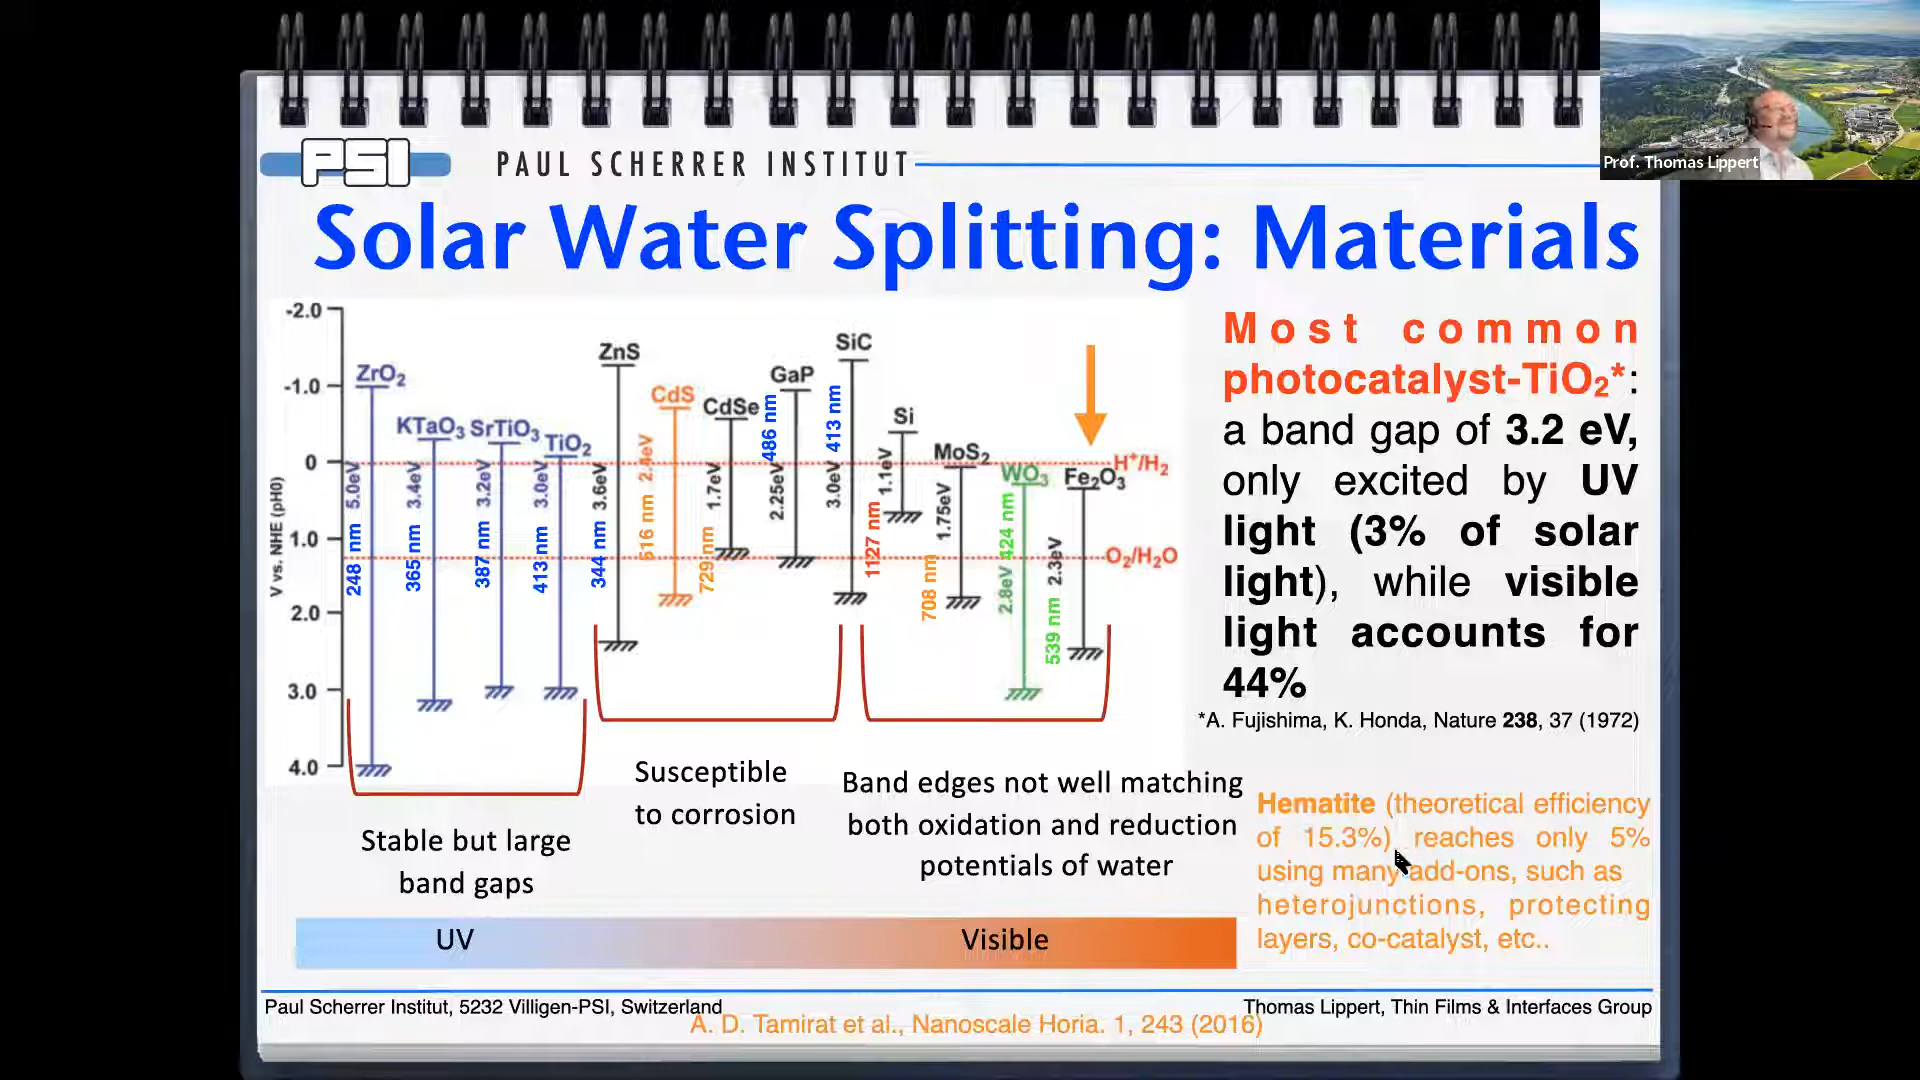 Prof. Thomas Lippert
PSI
PAUL SCHERRER INSTITUT
Solar Water Splitting: Materials
V vs. NHE (pH0)
-2.0
-1.0
0
1.0
2.0
3.0
4.0
ZrO2
5.0eV
248 nm
KTaO3
3.4eV
365 nm
SrTiO3
3.2eV
387 nm
TiO2
3.0eV
413 nm
ZnS
3.6eV
344 nm
CdS
2.4eV
516 nm
CdSe
1.7eV
729 nm
GaP
486 nm
2.25eV
SiC
413 nm
3.0eV
Si
1.1eV
1127 nm
MoS2
1.75eV
708 nm
WO3
424 nm
2.8eV
Fe2O3
2.3eV
539 nm
H+/H2
O2/H2O
Stable but large
band gaps
Susceptible
to corrosion
Band edges not well matching
both oxidation and reduction
potentials of water
UV
Visible
Most common
photocatalyst-TiO2*:
a band gap of 3.2 eV,
only excited by UV
light (3% of solar
light), while visible
light accounts for
44%
*A. Fujishima, K. Honda, Nature 238, 37 (1972)
Hematite (theoretical efficiency
of 15.3%) reaches only 5%
using many add-ons, such as
heterojunctions, protecting
layers, co-catalyst, etc..
Paul Scherrer Institut, 5232 Villigen-PSI, Switzerland
Thomas Lippert, Thin Films & Interfaces Group
A. D. Tamirat et al., Nanoscale Horia. 1, 243 (2016)